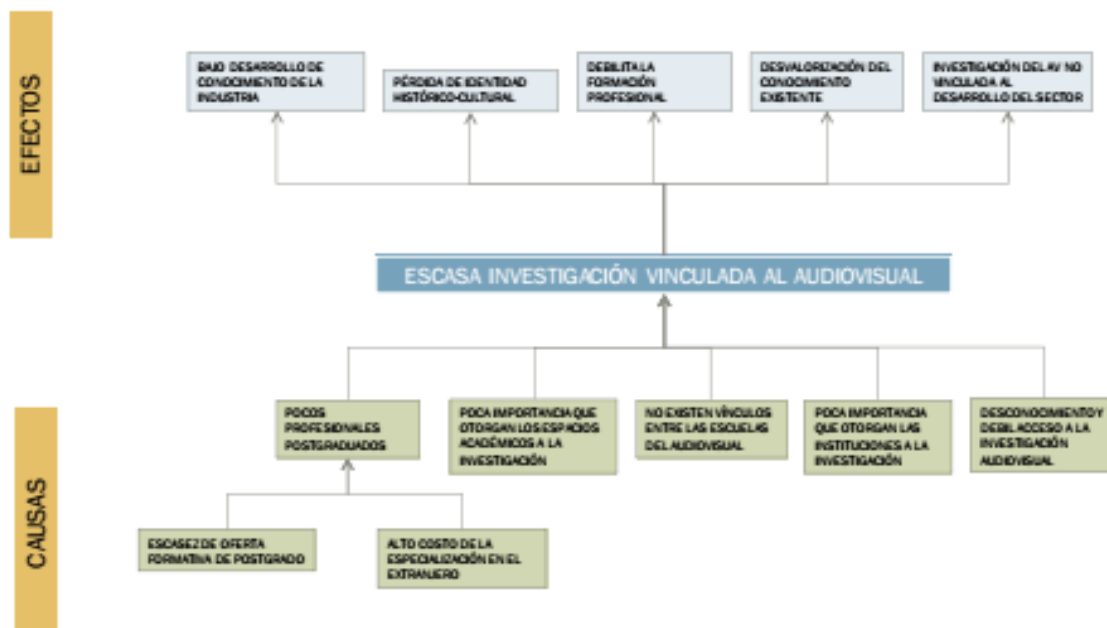 EFECTOS
BAJO DESARROLLO DE
CONOCIMIENTO DE LA
INDUSTRIA
PÉRDIDA DE IDENTIDAD
HISTÓRICO-CULTURAL
DEBILITA LA
FORMACIÓN
PROFESIONAL
DESVALORIZACIÓN DEL
CONOCIMIENTO
EXISTENTE
INVESTIGACIÓN DEL AV NO
VINCULADA AL
DESARROLLO DEL SECTOR
ESCASA INVESTIGACIÓN VINCULADA AL AUDIOVISUAL
CAUSAS
POCOS
PROFESIONALES
POSTGRADUADOS
POCA IMPORTANCIA QUE
OTORGAN LOS ESPACIOS
ACADÉMICOS A LA
INVESTIGACIÓN
NO EXISTEN VÍNCULOS
ENTRE LAS ESCUELAS
DEL AUDIOVISUAL
POCA IMPORTANCIA
QUE OTORGAN LAS
INSTITUCIONES A LA
INVESTIGACIÓN
DESCONOCIMIENTO Y
DEBIL ACCESO A LA
INVESTIGACIÓN
AUDIOVISUAL
ESCASEZ DE OFERTA
FORMATIVA DE POSTGRADO
ALTO COSTO DE LA
ESPECIALIZACIÓN EN EL
EXTRANJERO